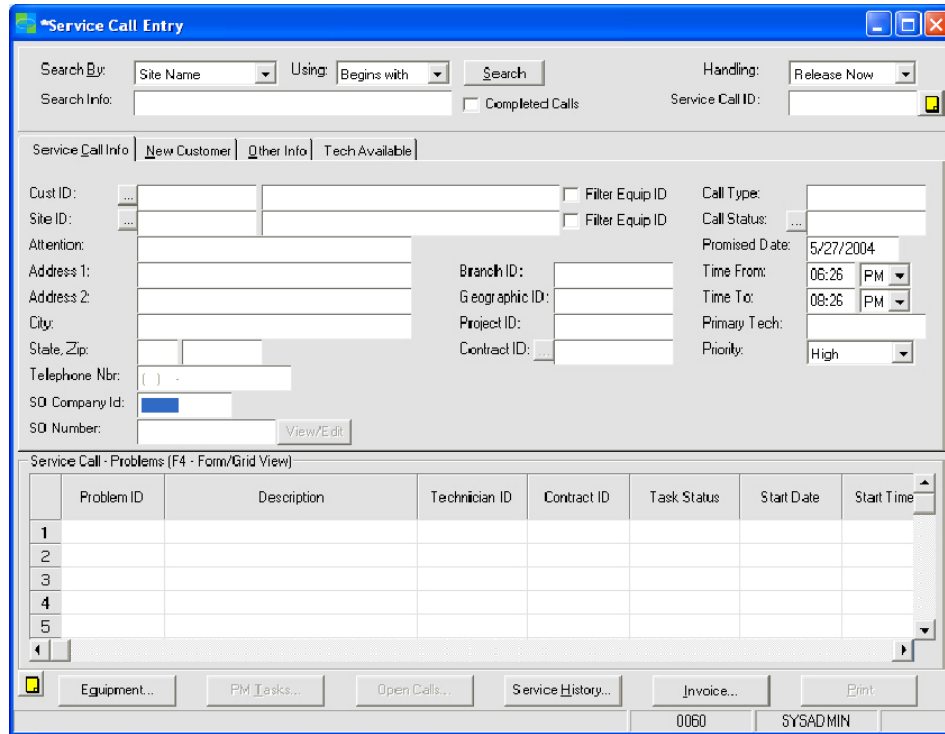 *Service Call Entry
Search By: Site Name Using: Begins with Search Handling: Release Now
Search Info: Completed Calls Service Call ID:
Service Call Info New Customer Other Info Tech Available
Cust ID: ... Filter Equip ID Call Type:
Site ID: ... Filter Equip ID Call Status: ...
Attention: Promised Date: 5/27/2004
Address 1: Branch ID: Time From: 06:26 PM
Address 2: Geographic ID: Time To: 08:26 PM
City: Project ID: Primary Tech:
State, Zip: Contract ID: ... Priority: High
Telephone Nbr: ( ) -
SO Company Id:
SO Number: View/Edit
Service Call - Problems (F4 - Form/Grid View)
Problem ID Description Technician ID Contract ID Task Status Start Date Start Time
1
2
3
4
5
Equipment... PM Tasks... Open Calls... Service History... Invoice... Print
0060 SYSADMIN